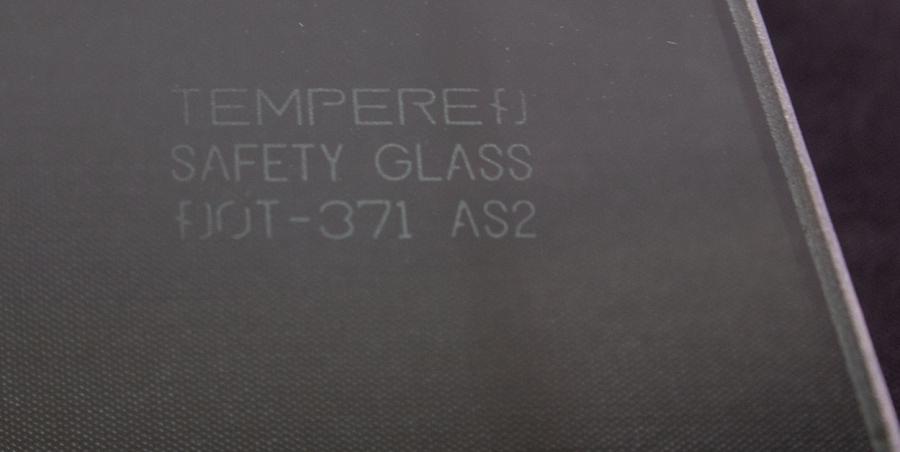 TEMPERED
SAFETY GLASS
DOT-371 AS2